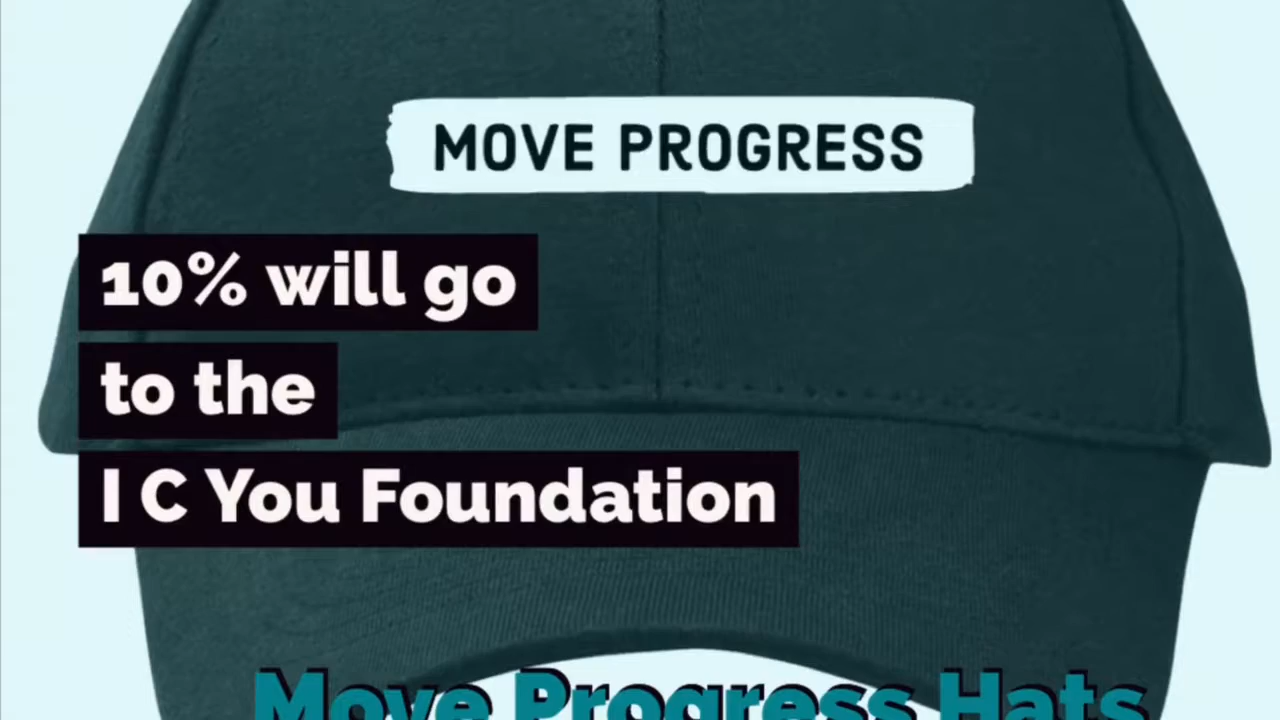 MOVE PROGRESS
10% will go
to the
I C You Foundation
Move Progress Hats